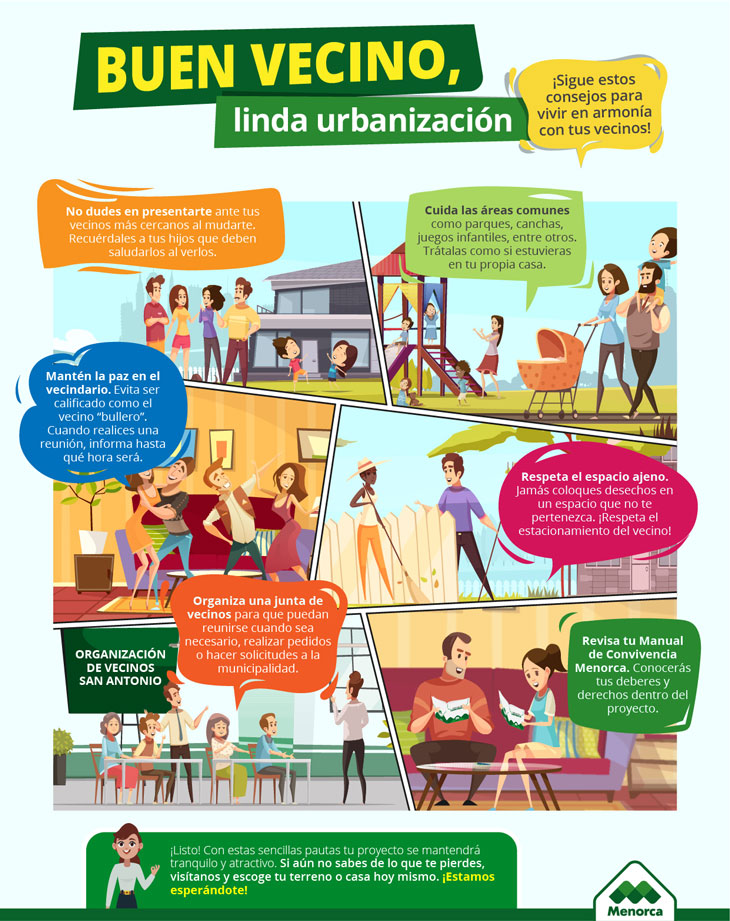 BUEN VECINO,
linda urbanización
¡Sigue estos
consejos para
vivir en armonía
con tus vecinos!
No dudes en presentarte ante tus
vecinos más cercanos al mudarte.
Recuérdales a tus hijos que deben
saludarlos al verlos.
Cuida las áreas comunes
como parques, canchas,
juegos infantiles, entre otros.
Trátalas como si estuvieras
en tu propia casa.
Mantén la paz en el
vecindario. Evita ser
calificado como el
vecino “bullero”.
Cuando realices una
reunión, informa hasta
qué hora será.
Respeta el espacio ajeno.
Jamás coloques desechos en
un espacio que no te
pertenezca. ¡Respeta el
estacionamiento del vecino!
Organiza una junta de
vecinos para que puedan
reunirse cuando sea
necesario, realizar pedidos
o hacer solicitudes a la
municipalidad.
ORGANIZACIÓN
DE VECINOS
SAN ANTONIO
Revisa tu Manual
de Convivencia
Menorca. Conocerás
tus deberes y
derechos dentro del
proyecto.
¡Listo! Con estas sencillas pautas tu proyecto se mantendrá
tranquilo y atractivo. Si aún no sabes de lo que te pierdes,
visítanos y escoge tu terreno o casa hoy mismo. ¡Estamos
esperándote!
Menorca